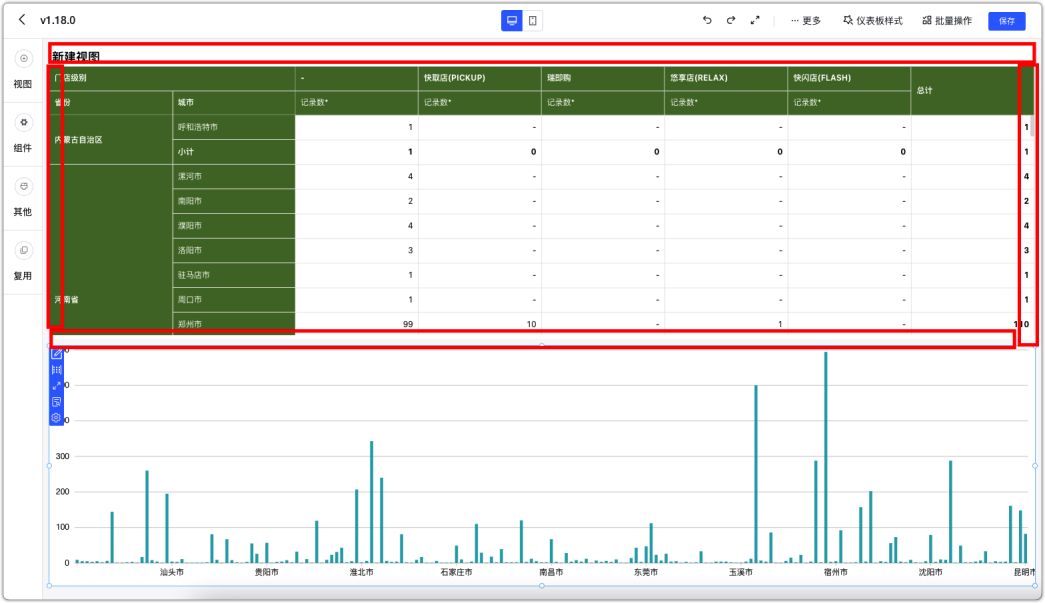 v1.18.0
更多
仪表板样式
批量操作
保存
视图
组件
其他
复用
新建视图
门店级别 - 快取店(PICKUP) 瑞即购 悠享店(RELAX) 快闪店(FLASH) 总计
省份 城市 记录数* 记录数* 记录数* 记录数* 记录数*
内蒙古自治区 呼和浩特市 1 - - - - 1
小计 1 0 0 0 0 1
漯河市 4 - - - - 4
南阳市 2 - - - - 2
濮阳市 4 - - - - 4
洛阳市 3 - - - - 3
驻马店市 1 - - - - 1
河南省 周口市 1 - - - - 1
郑州市 99 10 - 1 - 110
300
200
100
0
汕头市 贵阳市 淮北市 石家庄市 南昌市 东莞市 玉溪市 宿州市 沈阳市 昆明市